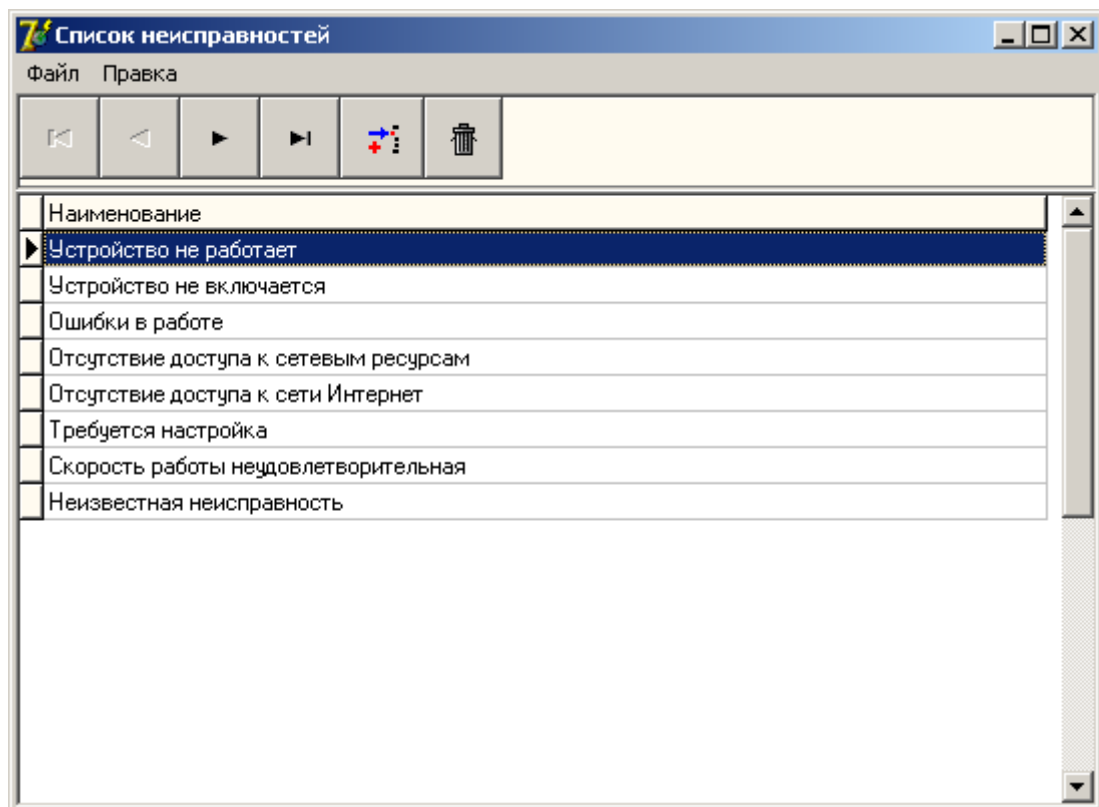 Список неисправностей
Файл Правка
Наименование
Устройство не работает
Устройство не включается
Ошибки в работе
Отсутствие доступа к сетевым ресурсам
Отсутствие доступа к сети Интернет
Требуется настройка
Скорость работы неудовлетворительная
Неизвестная неисправность